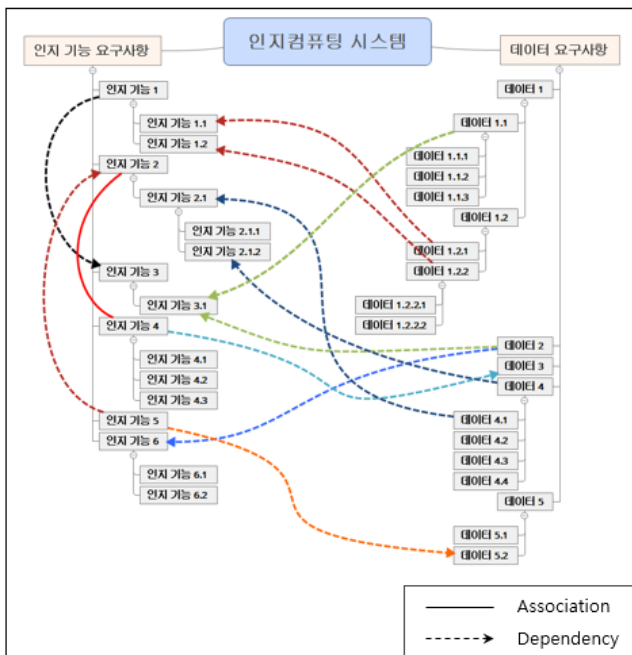 인지컴퓨팅 시스템
인지 기능 요구사항
데이터 요구사항
인지 기능 1
인지 기능 1.1
인지 기능 1.2
인지 기능 2
인지 기능 2.1
인지 기능 2.1.1
인지 기능 2.1.2
인지 기능 3
인지 기능 3.1
인지 기능 4
인지 기능 4.1
인지 기능 4.2
인지 기능 4.3
인지 기능 5
인지 기능 6
인지 기능 6.1
인지 기능 6.2
데이터 1
데이터 1.1
데이터 1.1.1
데이터 1.1.2
데이터 1.1.3
데이터 1.2
데이터 1.2.1
데이터 1.2.2
데이터 1.2.2.1
데이터 1.2.2.2
데이터 2
데이터 3
데이터 4
데이터 4.1
데이터 4.2
데이터 4.3
데이터 4.4
데이터 5
데이터 5.1
데이터 5.2
Association
Dependency